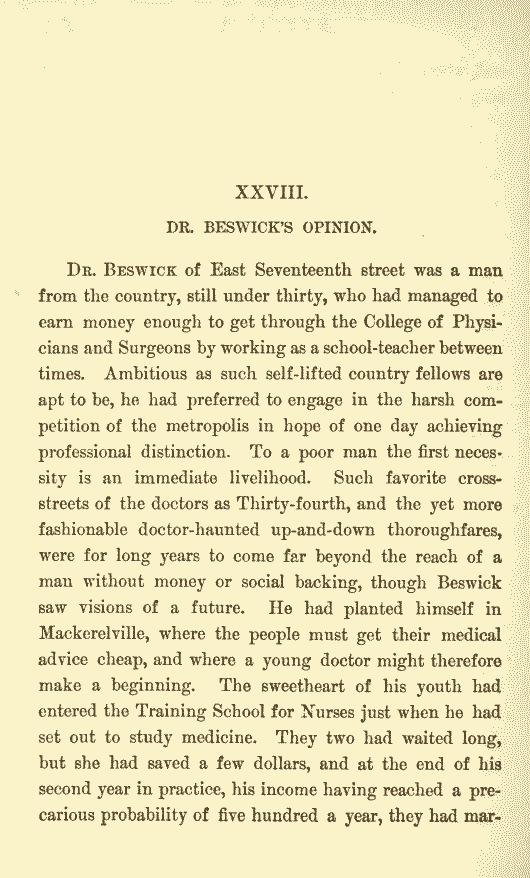 XXVIII.
DR. BESWICK'S OPINION.
DR. BESWICK of East Seventeenth street was a man
from the country, still under thirty, who had managed to
earn money enough to get through the College of Physi-
cians and Surgeons by working as a school-teacher between
times. Ambitious as such self-lifted country fellows are
apt to be, he had preferred to engage in the harsh com-
petition of the metropolis in hope of one day achieving
professional distinction. To a poor man the first neces-
sity is an immediate livelihood. Such favorite cross-
streets of the doctors as Thirty-fourth, and the yet more
fashionable doctor-haunted up-and-down thoroughfares,
were for long years to come far beyond the reach of a
man without money or social backing, though Beswick
saw visions of a future. He had planted himself in
Mackerelville, where the people must get their medical
advice cheap, and where a young doctor might therefore
make a beginning. The sweetheart of his youth had
entered the Training School for Nurses just when he had
set out to study medicine. They two had waited long,
but she had saved a few dollars, and at the end of his
second year in practice, his income having reached a pre-
carious probability of five hundred a year, they had mar-